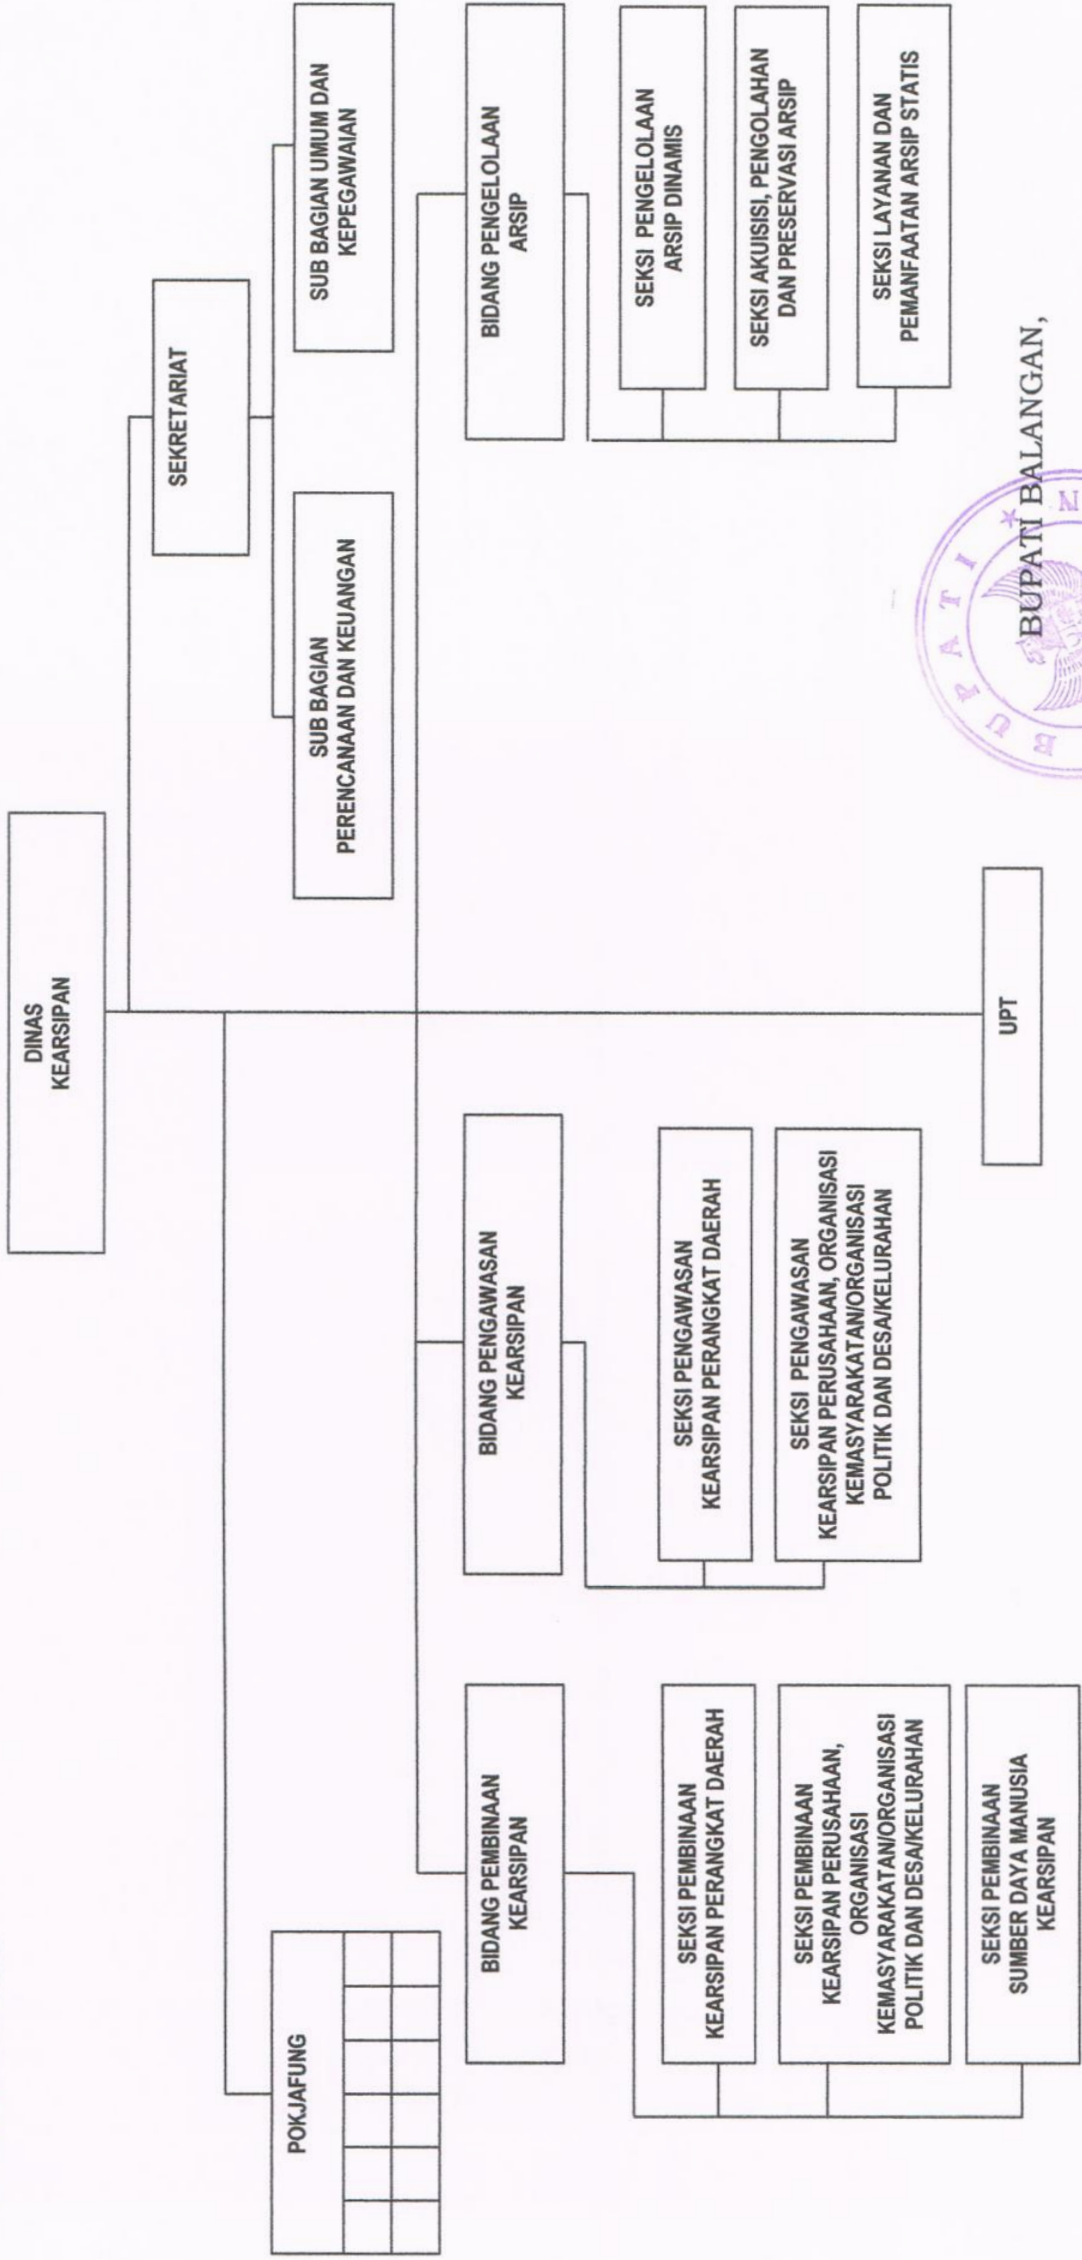 DINAS
KEARSIPAN
SEKRETARIAT
POKJAFUNG
SUB BAGIAN
PERENCANAAN DAN KEUANGAN
SUB BAGIAN UMUM DAN
KEPEGAWAIAN
BIDANG PEMBINAAN
KEARSIPAN
BIDANG PENGAWASAN
KEARSIPAN
BIDANG PENGELOLAAN
ARSIP
SEKSI PEMBINAAN
KEARSIPAN PERANGKAT DAERAH
SEKSI PEMBINAAN
KEARSIPAN PERUSAHAAN,
ORGANISASI
KEMASYARAKATAN/ORGANISASI
POLITIK DAN DESA/KELURAHAN
SEKSI PEMBINAAN
SUMBER DAYA MANUSIA
KEARSIPAN
SEKSI PENGAWASAN
KEARSIPAN PERANGKAT DAERAH
SEKSI PENGAWASAN
KEARSIPAN PERUSAHAAN, ORGANISASI
KEMASYARAKATAN/ORGANISASI
POLITIK DAN DESA/KELURAHAN
SEKSI PENGELOLAAN
ARSIP DINAMIS
SEKSI AKUISISI, PENGOLAHAN
DAN PRESERVASI ARSIP
SEKSI LAYANAN DAN
PEMANFAATAN ARSIP STATIS
UPT
BUPATI BALANGAN,
BUPATI